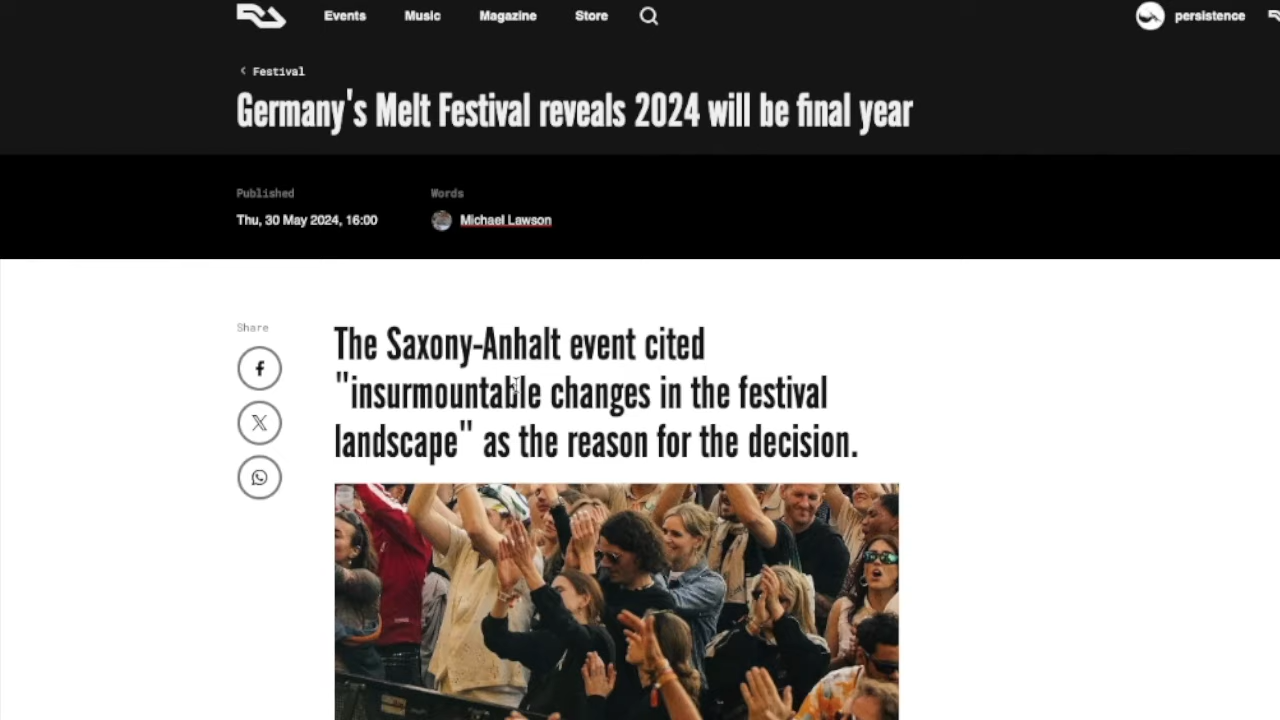 Events Music Magazine Store
persistence
Festival
Germany's Melt Festival reveals 2024 will be final year
Published Words
Thu, 30 May 2024, 16:00 Michael Lawson
Share
The Saxony-Anhalt event cited
"insurmountable changes in the festival
landscape" as the reason for the decision.